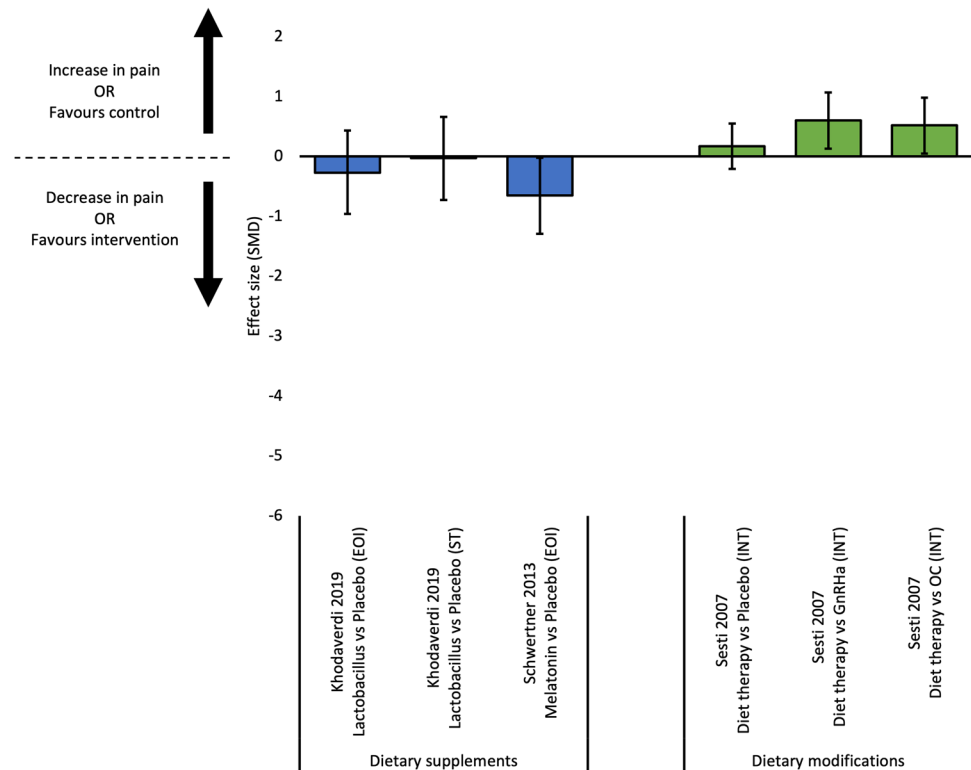 Increase in pain
OR
Favours control
Decrease in pain
OR
Favours intervention
Effect size (SMD)
2
1
0
-1
-2
-3
-4
-5
-6
Khodaverdi 2019
Lactobacillus vs Placebo (EOI)
Khodaverdi 2019
Lactobacillus vs Placebo (ST)
Schwertner 2013
Melatonin vs Placebo (EOI)
Sesti 2007
Diet therapy vs Placebo (INT)
Sesti 2007
Diet therapy vs GnRHa (INT)
Sesti 2007
Diet therapy vs OC (INT)
Dietary supplements
Dietary modifications